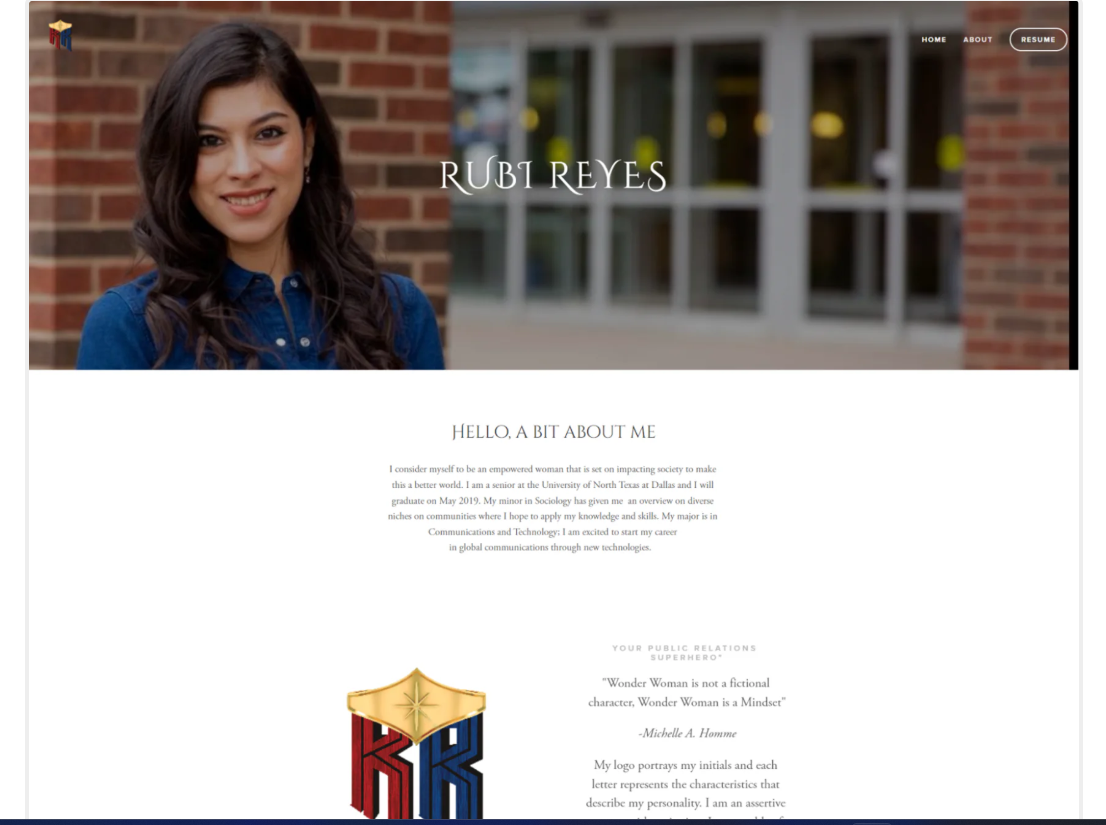 HOME ABOUT RESUME
RUBI REYES
HELLO, A BIT ABOUT ME
I consider myself to be an empowered woman that is set on impacting society to make
this a better world. I am a senior at the University of North Texas at Dallas and I will
graduate on May 2019. My minor in Sociology has given me an overview on diverse
niches on communities where I hope to apply my knowledge and skills. My major is in
Communications and Technology; I am excited to start my career
in global communications through new technologies.
YOUR PUBLIC RELATIONS
SUPERHERO"
"Wonder Woman is not a fictional
character, Wonder Woman is a Mindset"
-Michelle A. Homme
My logo portrays my initials and each
letter represents the characteristics that
describe my personality. I am an assertive
RR